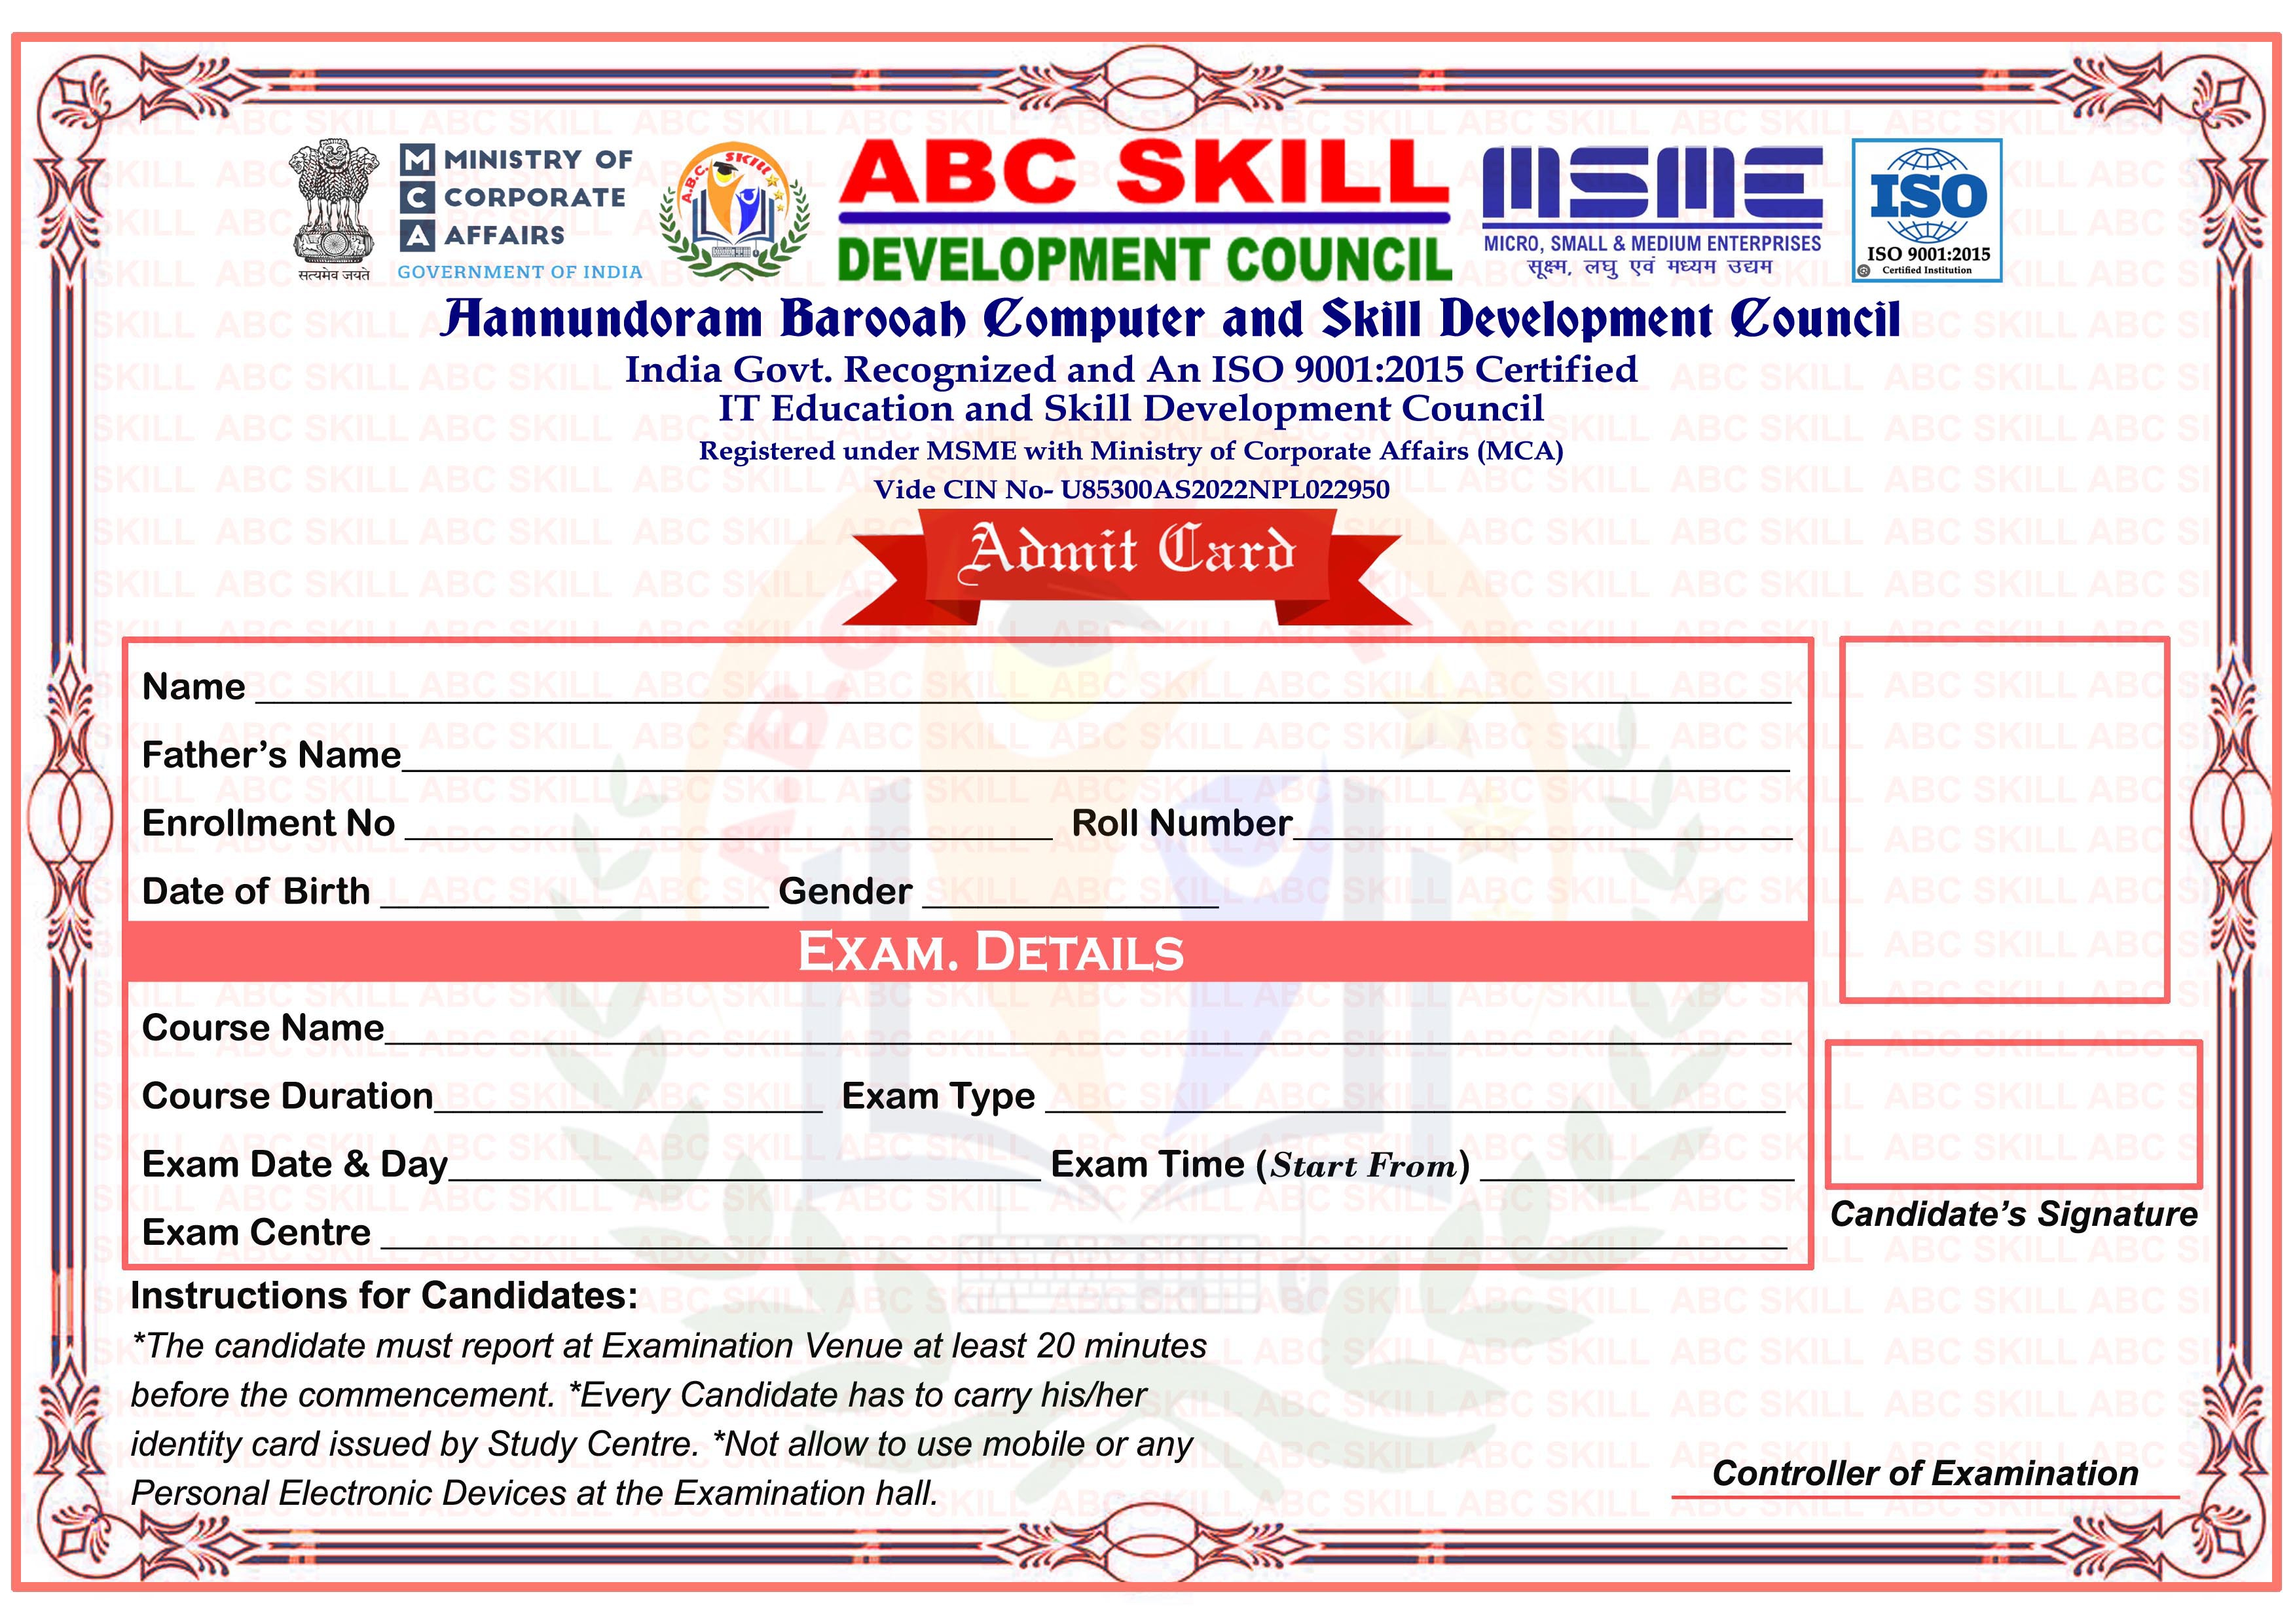 M MINISTRY OF
C CORPORATE
A AFFAIRS
GOVERNMENT OF INDIA
सत्यमेव जयते
A.B.C. SKILL
ABC SKILL
DEVELOPMENT COUNCIL
MSME
MICRO, SMALL & MEDIUM ENTERPRISES
सूक्ष्म, लघु एवं मध्यम उद्यम
ISO
ISO 9001:2015
Certified Institution
Aannundoram Barooah Computer and Skill Development Council
India Govt. Recognized and An ISO 9001:2015 Certified
IT Education and Skill Development Council
Registered under MSME with Ministry of Corporate Affairs (MCA)
Vide CIN No- U85300AS2022NPL022950
Admit Card
Name
Father’s Name
Enrollment No Roll Number
Date of Birth Gender
Exam. Details
Course Name
Course Duration Exam Type
Exam Date & Day Exam Time (Start From)
Exam Centre
Candidate’s Signature
Instructions for Candidates:
*The candidate must report at Examination Venue at least 20 minutes
before the commencement. *Every Candidate has to carry his/her
identity card issued by Study Centre. *Not allow to use mobile or any
Personal Electronic Devices at the Examination hall.
Controller of Examination